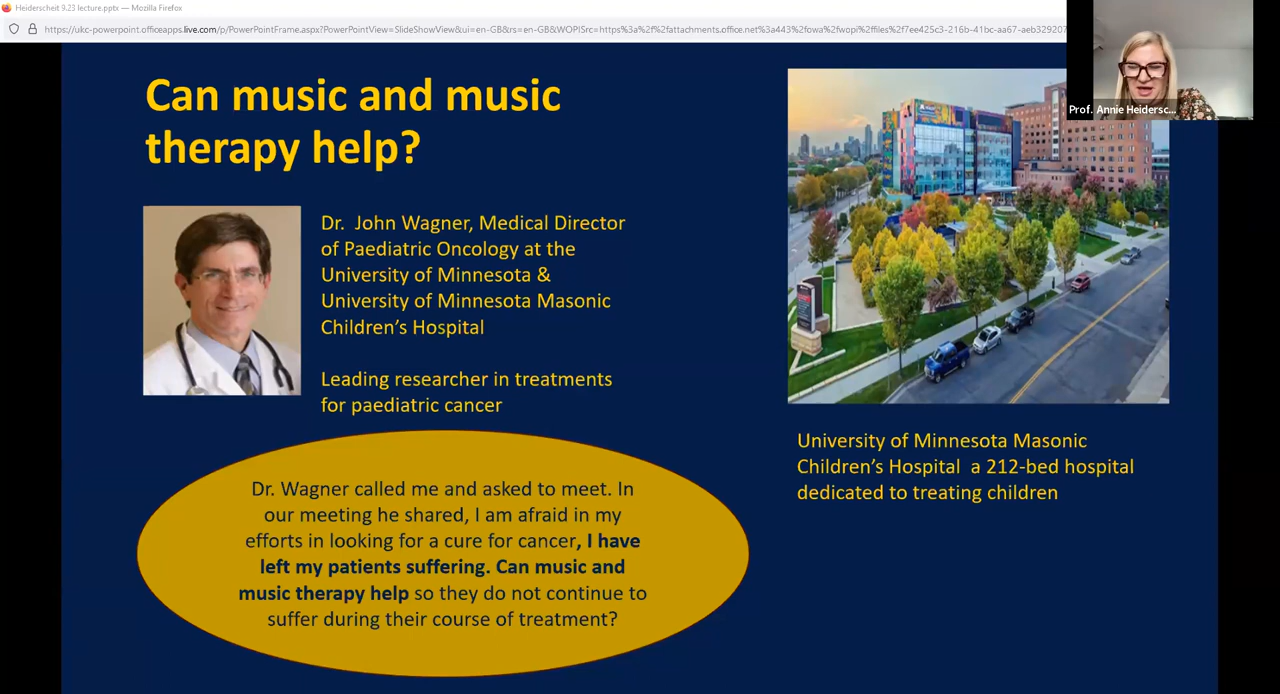 Heiderscheit 9.23 lecture.pptx — Mozilla Firefox
https://ukc-powerpoint.officeapps.live.com/p/PowerPointFrame.aspx?PowerPointView=SlideShowView&ui=en-GB&rs=en-GB&WOPISrc=https%3a%2f%2fattachments.office.net%3a443%2fowa%2fwopi%2ffiles%2f7ee425c3-216b-41bc-aa67-aeb329207
Prof. Annie Heidersc...
Can music and music
therapy help?
Dr.  John Wagner, Medical Director
of Paediatric Oncology at the
University of Minnesota &
University of Minnesota Masonic
Children’s Hospital
Leading researcher in treatments
for paediatric cancer
Dr. Wagner called me and asked to meet. In
our meeting he shared, I am afraid in my
efforts in looking for a cure for cancer, I have
left my patients suffering. Can music and
music therapy help so they do not continue to
suffer during their course of treatment?
University of Minnesota Masonic
Children’s Hospital  a 212-bed hospital
dedicated to treating children